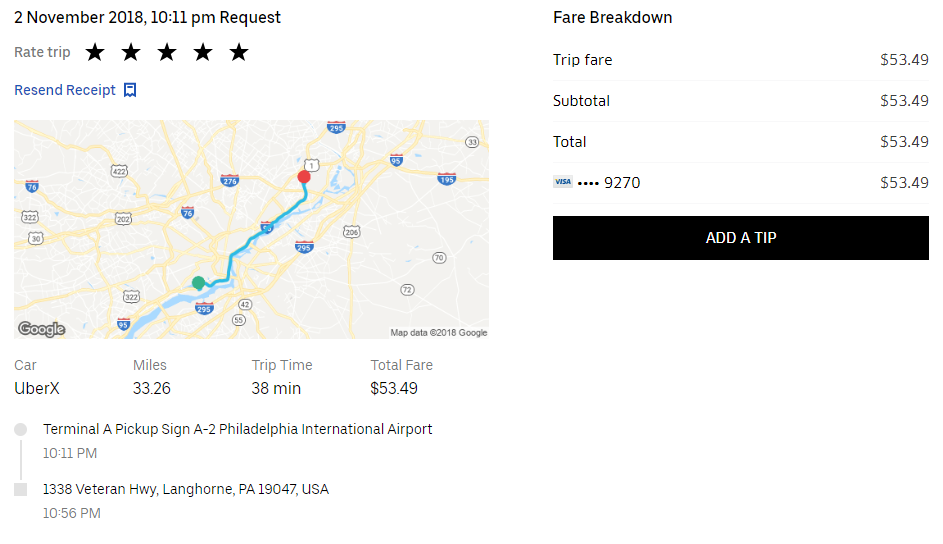 2 November 2018, 10:11 pm Request
Rate trip
Resend Receipt
295
33
1
422
95
276
195
76
76
322
202
206
30
295
70
72
322
42
295
55
95
Google
Map data ©2018 Google
Car Miles Trip Time Total Fare
UberX 33.26 38 min $53.49
Terminal A Pickup Sign A-2 Philadelphia International Airport
10:11 PM
1338 Veteran Hwy, Langhorne, PA 19047, USA
10:56 PM
Fare Breakdown
Trip fare $53.49
Subtotal $53.49
Total $53.49
VISA •••• 9270 $53.49
ADD A TIP